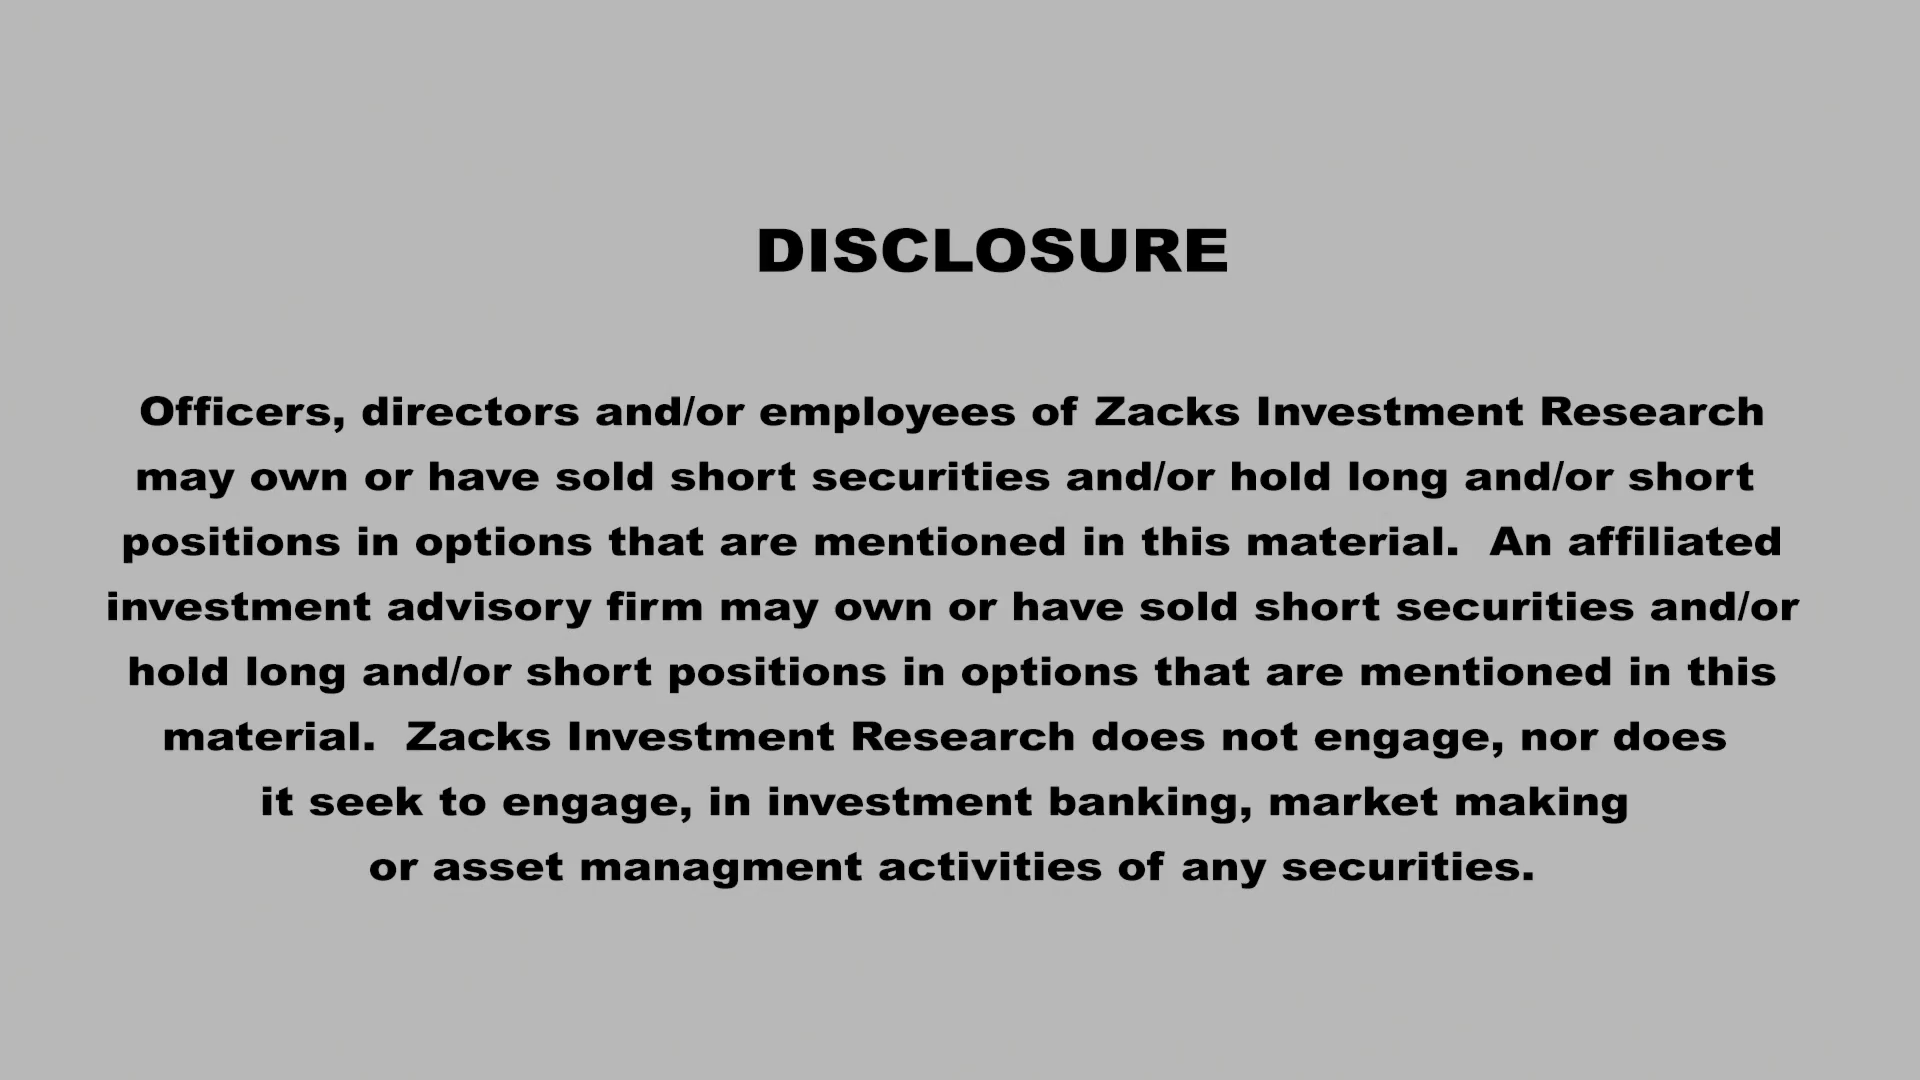 DISCLOSURE
Officers, directors and/or employees of Zacks Investment Research
may own or have sold short securities and/or hold long and/or short
positions in options that are mentioned in this material.  An affiliated
investment advisory firm may own or have sold short securities and/or
hold long and/or short positions in options that are mentioned in this
material.  Zacks Investment Research does not engage, nor does
it seek to engage, in investment banking, market making
or asset managment activities of any securities.